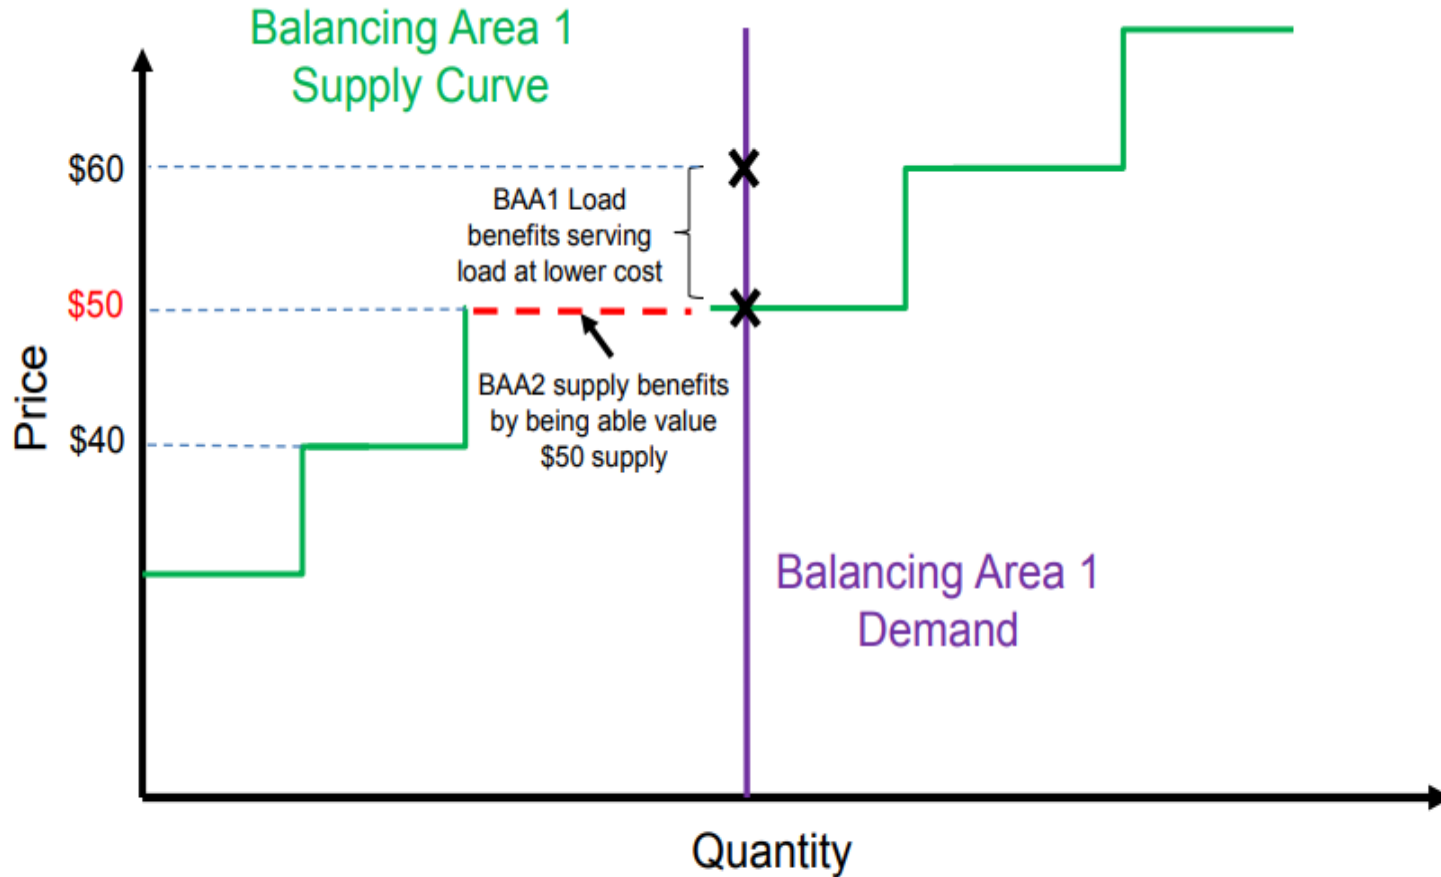 Balancing Area 1
Supply Curve
$60
BAA1 Load
benefits serving
load at lower cost
$50
BAA2 supply benefits
by being able value
$50 supply
$40
Price
Balancing Area 1
Demand
Quantity